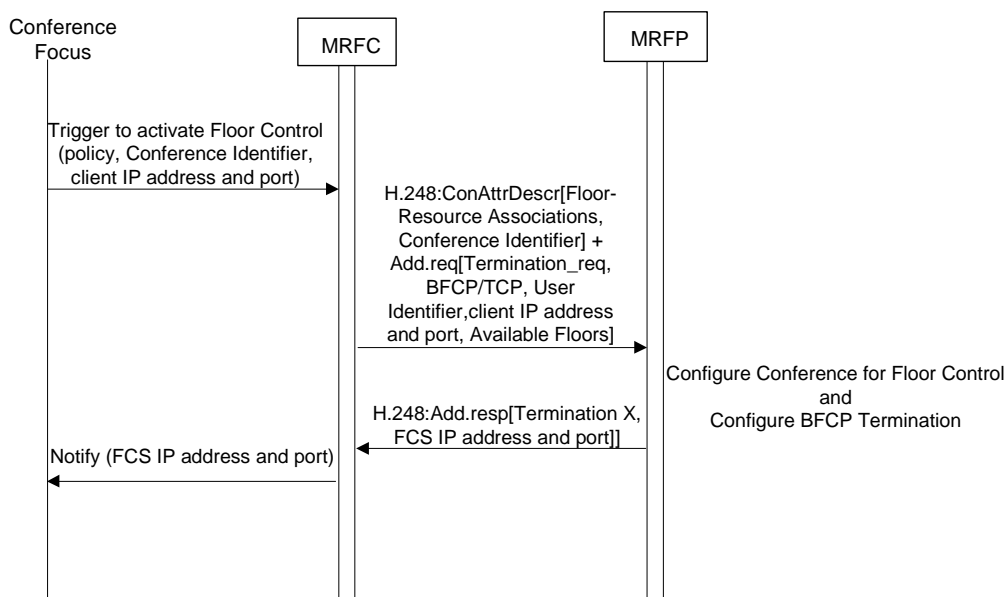 Conference
Focus
MRFC
MRFP
Trigger to activate Floor Control
(policy, Conference Identifier,
client IP address and port)
H.248:ConAttrDescr[Floor-
Resource Associations,
Conference Identifier] +
Add.req[Termination_req,
BFCP/TCP, User
Identifier,client IP address
and port, Available Floors]
Configure Conference for Floor Control
and
Configure BFCP Termination
H.248:Add.resp[Termination X,
FCS IP address and port]]
Notify (FCS IP address and port)